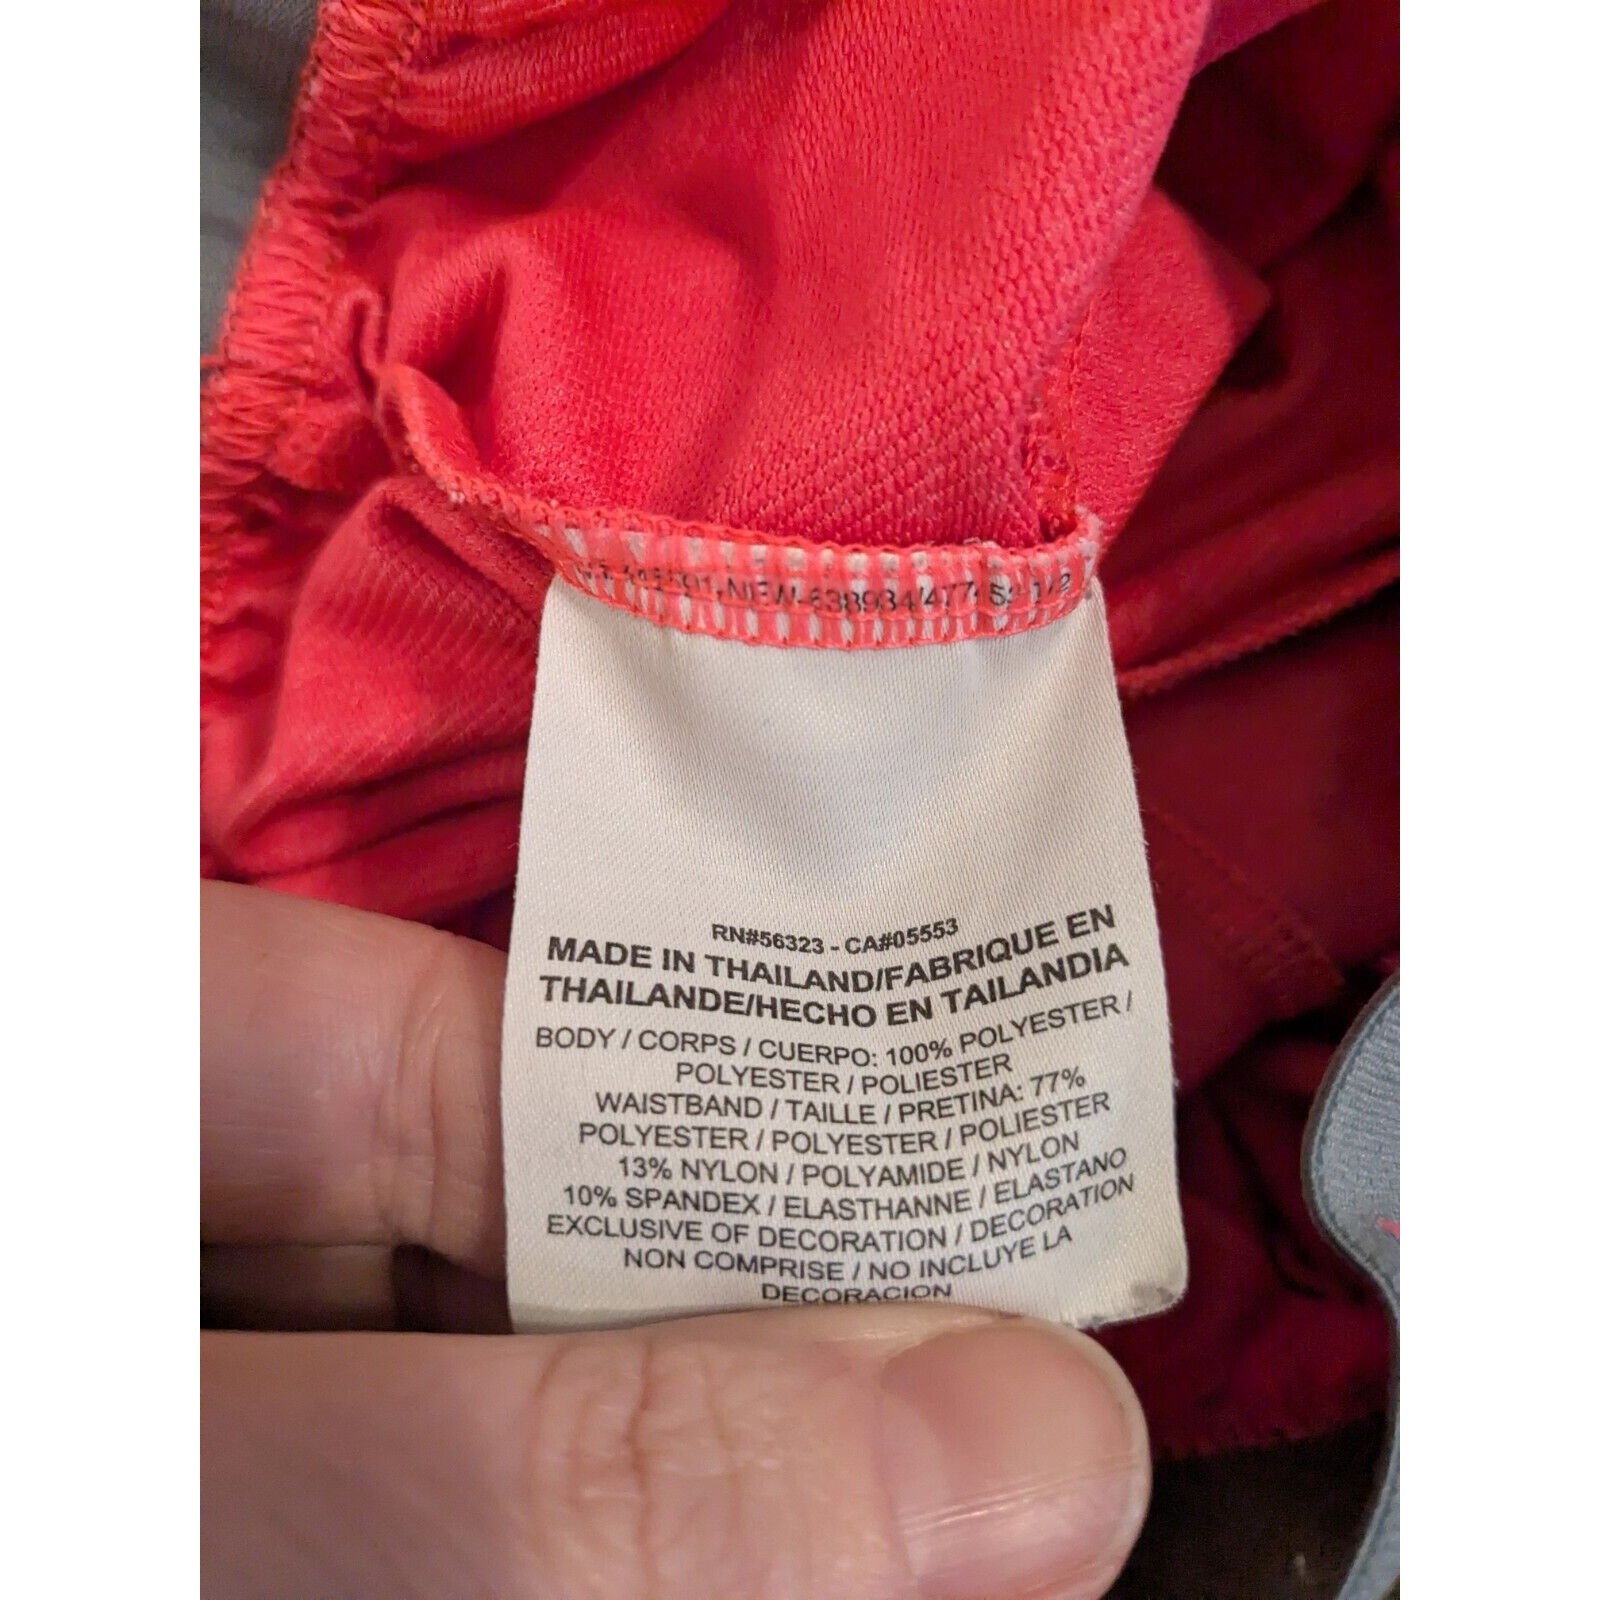 RN#56323 - CA#05553
MADE IN THAILAND/FABRIQUE EN
THAILANDE/HECHO EN TAILANDIA
BODY / CORPS / CUERPO: 100% POLYESTER /
POLYESTER / POLIESTER
WAISTBAND / TAILLE / PRETINA: 77%
POLYESTER / POLYESTER / POLIESTER
13% NYLON / POLYAMIDE / NYLON
10% SPANDEX / ELASTHANNE / ELASTANO
EXCLUSIVE OF DECORATION / DECORATION
NON COMPRISE / NO INCLUYE LA
DECORACION